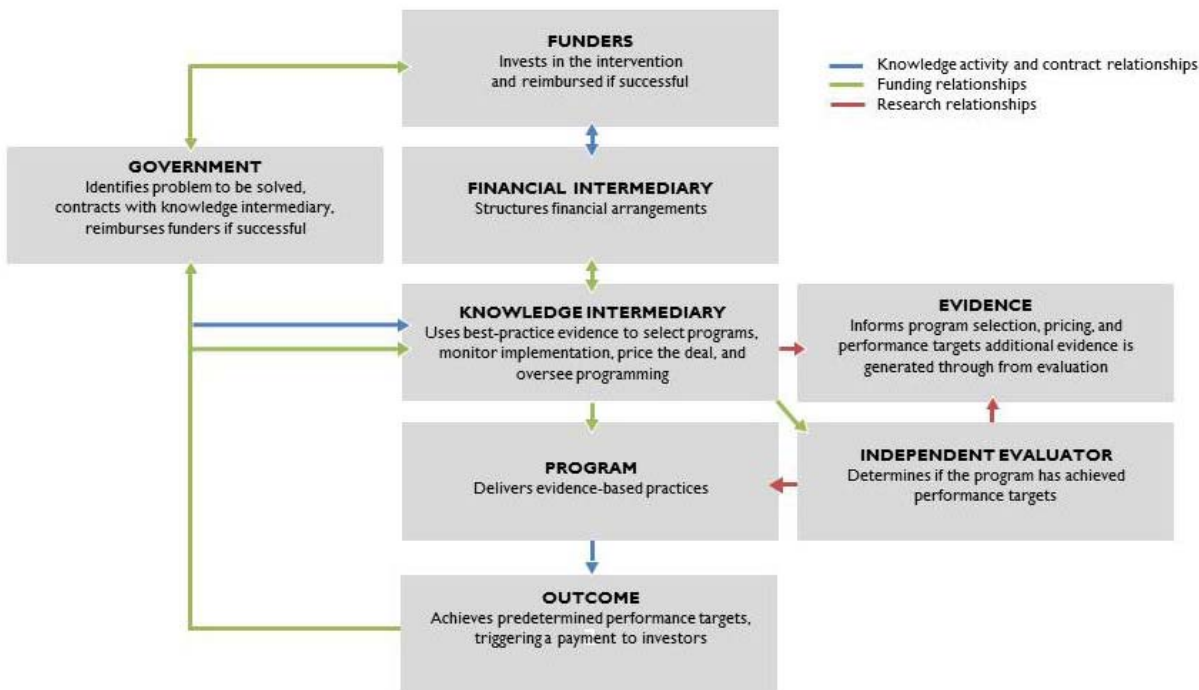 FUNDERS
Invests in the intervention
and reimbursed if successful
Knowledge activity and contract relationships
Funding relationships
Research relationships
GOVERNMENT
Identifies problem to be solved,
contracts with knowledge intermediary,
reimburses funders if successful
FINANCIAL INTERMEDIARY
Structures financial arrangements
KNOWLEDGE INTERMEDIARY
Uses best-practice evidence to select programs,
monitor implementation, price the deal, and
oversee programming
EVIDENCE
Informs program selection, pricing, and
performance targets additional evidence is
generated through from evaluation
PROGRAM
Delivers evidence-based practices
INDEPENDENT EVALUATOR
Determines if the program has achieved
performance targets
OUTCOME
Achieves predetermined performance targets,
triggering a payment to investors